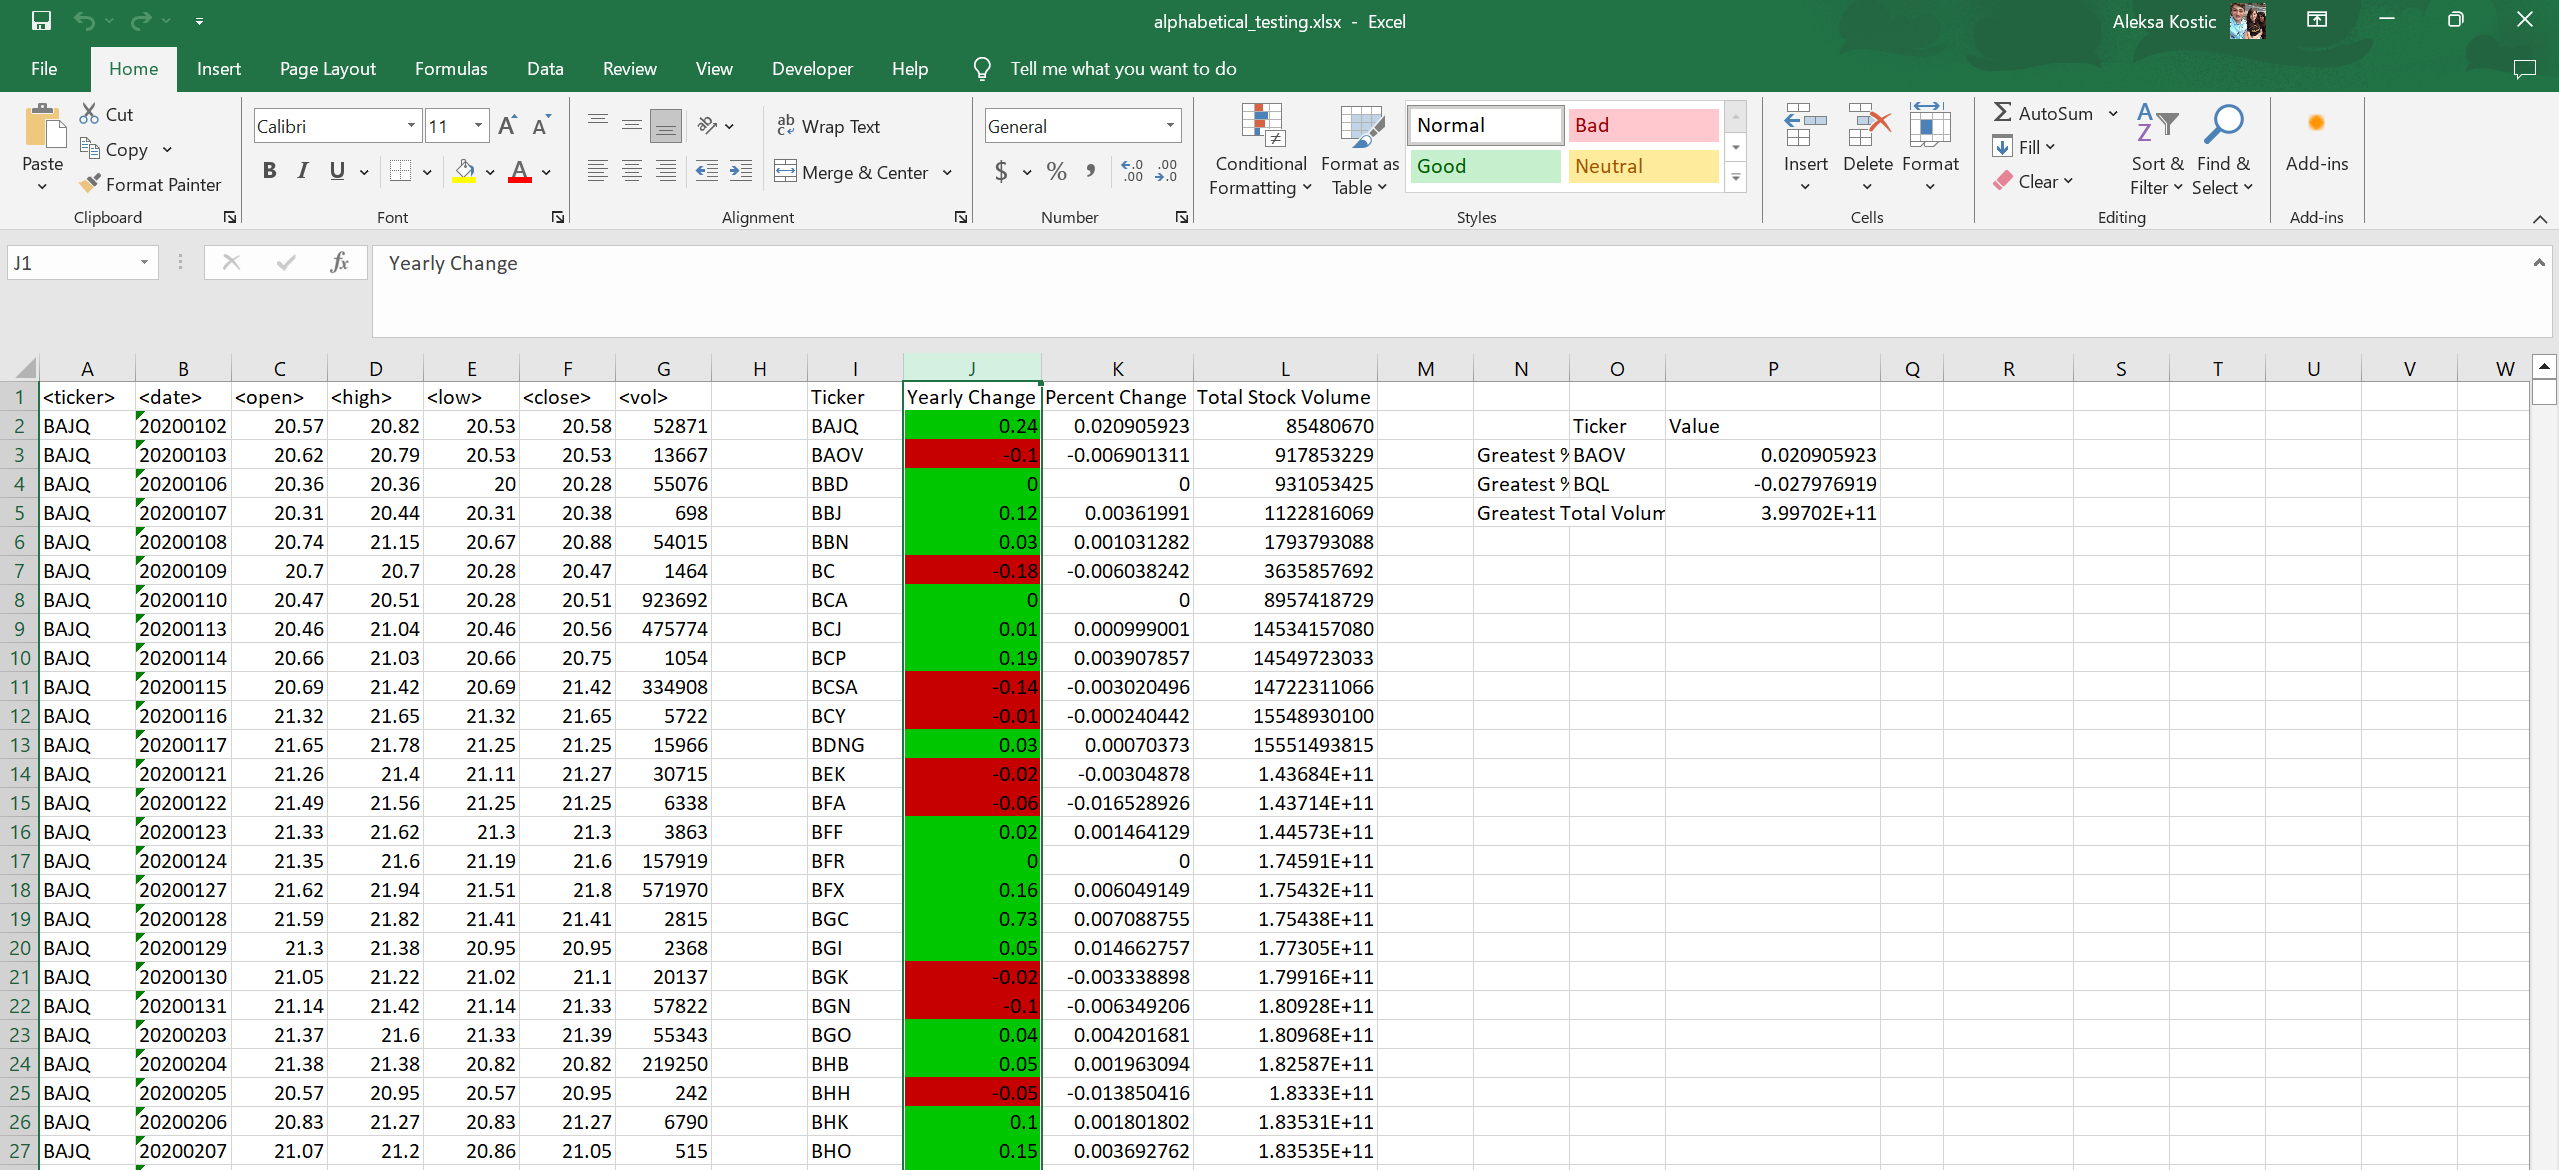 alphabetical_testing.xlsx - Excel
Aleksa Kostic
File Home Insert Page Layout Formulas Data Review View Developer Help Tell me what you want to do
Paste
Cut
Copy
Format Painter
Clipboard
Calibri 11
B I U
Font
Wrap Text
Merge & Center
Alignment
General
$ % ,
Number
Conditional Formatting
Format as Table
Normal Bad
Good Neutral
Styles
Insert Delete Format
Cells
AutoSum
Fill
Clear
Sort & Filter
Find & Select
Editing
Add-ins
Add-ins
J1 fx Yearly Change
A B C D E F G H I J K L M N O P Q R S T U V W
1 <ticker> <date> <open> <high> <low> <close> <vol> Ticker Yearly Change Percent Change Total Stock Volume
2 BAJQ 20200102 20.57 20.82 20.53 20.58 52871 BAJQ 0.24 0.020905923 85480670 Ticker Value
3 BAJQ 20200103 20.62 20.79 20.53 20.53 13667 BAOV -0.1 -0.006901311 917853229 Greatest % BAOV 0.020905923
4 BAJQ 20200106 20.36 20.36 20 20.28 55076 BBD 0 0 931053425 Greatest % BQL -0.027976919
5 BAJQ 20200107 20.31 20.44 20.31 20.38 698 BBJ 0.12 0.00361991 1122816069 Greatest Total Volum 3.99702E+11
6 BAJQ 20200108 20.74 21.15 20.67 20.88 54015 BBN 0.03 0.001031282 1793793088
7 BAJQ 20200109 20.7 20.7 20.28 20.47 1464 BC -0.18 -0.006038242 3635857692
8 BAJQ 20200110 20.47 20.51 20.28 20.51 923692 BCA 0 0 8957418729
9 BAJQ 20200113 20.46 21.04 20.46 20.56 475774 BCJ 0.01 0.000999001 14534157080
10 BAJQ 20200114 20.66 21.03 20.66 20.75 1054 BCP 0.19 0.003907857 14549723033
11 BAJQ 20200115 20.69 21.42 20.69 21.42 334908 BCSA -0.14 -0.003020496 14722311066
12 BAJQ 20200116 21.32 21.65 21.32 21.65 5722 BCY -0.01 -0.000240442 15548930100
13 BAJQ 20200117 21.65 21.78 21.25 21.25 15966 BDNG 0.03 0.00070373 15551493815
14 BAJQ 20200121 21.26 21.4 21.11 21.27 30715 BEK -0.02 -0.00304878 1.43684E+11
15 BAJQ 20200122 21.49 21.56 21.25 21.25 6338 BFA -0.06 -0.016528926 1.43714E+11
16 BAJQ 20200123 21.33 21.62 21.3 21.3 3863 BFF 0.02 0.001464129 1.44573E+11
17 BAJQ 20200124 21.35 21.6 21.19 21.6 157919 BFR 0 0 1.74591E+11
18 BAJQ 20200127 21.62 21.94 21.51 21.8 571970 BFX 0.16 0.006049149 1.75432E+11
19 BAJQ 20200128 21.59 21.82 21.41 21.41 2815 BGC 0.73 0.007088755 1.75438E+11
20 BAJQ 20200129 21.3 21.38 20.95 20.95 2368 BGI 0.05 0.014662757 1.77305E+11
21 BAJQ 20200130 21.05 21.22 21.02 21.1 20137 BGK -0.02 -0.003338898 1.79916E+11
22 BAJQ 20200131 21.14 21.42 21.14 21.33 57822 BGN -0.1 -0.006349206 1.80928E+11
23 BAJQ 20200203 21.37 21.6 21.33 21.39 55343 BGO 0.04 0.004201681 1.80968E+11
24 BAJQ 20200204 21.38 21.38 20.82 20.82 219250 BHB 0.05 0.001963094 1.82587E+11
25 BAJQ 20200205 20.57 20.95 20.57 20.95 242 BHH -0.05 -0.013850416 1.8333E+11
26 BAJQ 20200206 20.83 21.27 20.83 21.27 6790 BHK 0.1 0.001801802 1.83531E+11
27 BAJQ 20200207 21.07 21.2 20.86 21.05 515 BHO 0.15 0.003692762 1.83535E+11